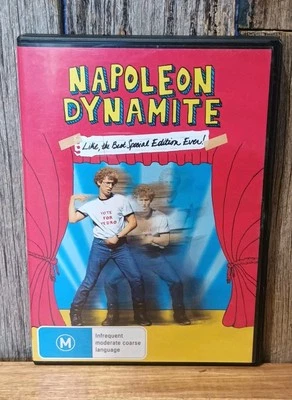 NAPOLEON
DYNAMITE
Like, the Best Special Edition Ever!
VOTE FOR
PEDRO
M
Infrequent
moderate coarse
language